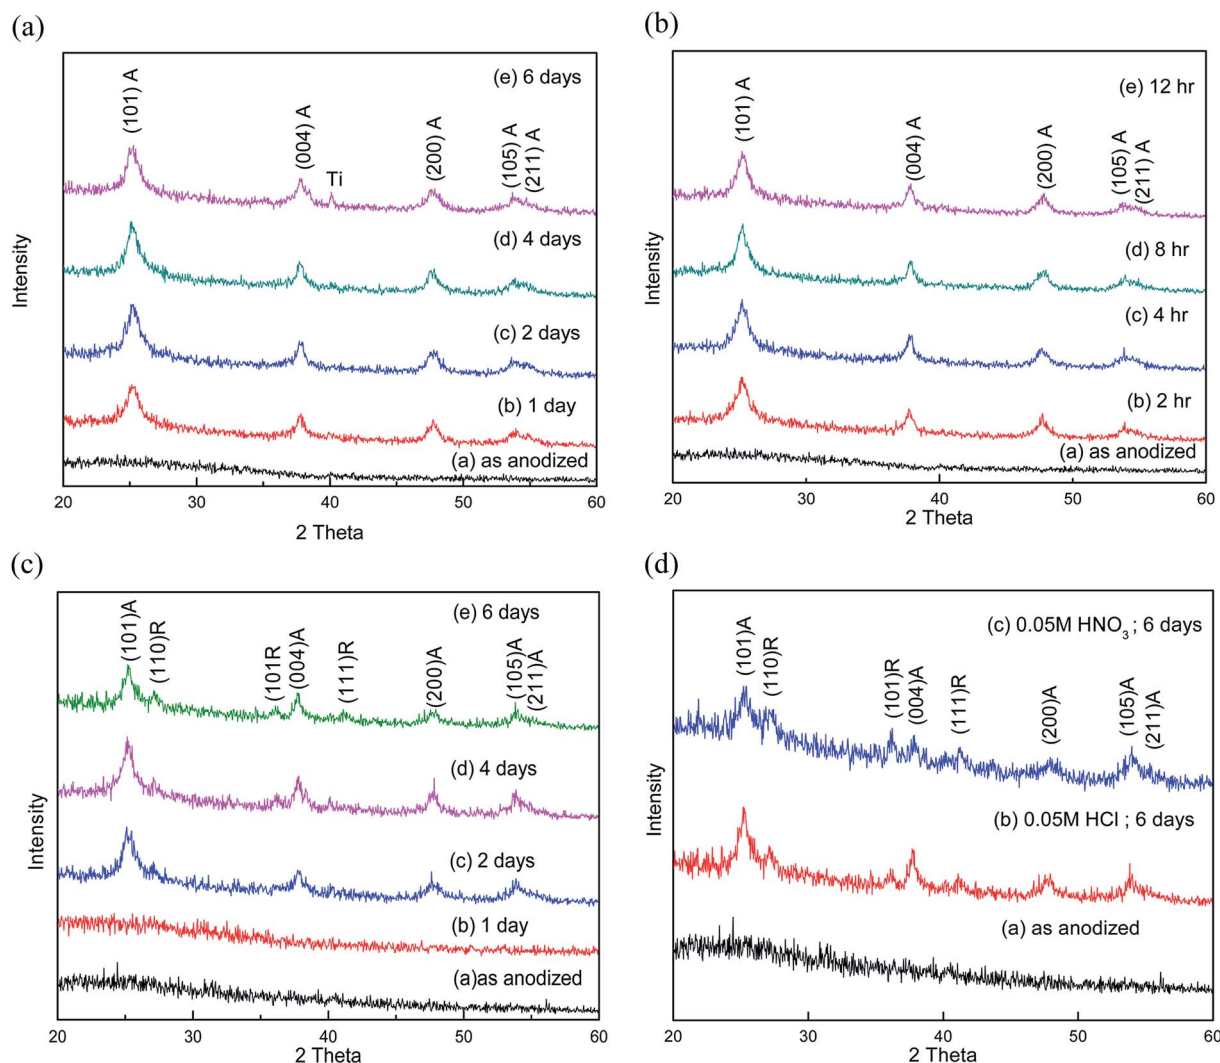 (a)
(e) 6 days
(101) A
(004) A
Ti
(200) A
(105) A
(211) A
(d) 4 days
(c) 2 days
(b) 1 day
(a) as anodized
Intensity
20 30 40 50 60
2 Theta
(b)
(e) 12 hr
(101) A
(004) A
(200) A
(105) A
(211) A
(d) 8 hr
(c) 4 hr
(b) 2 hr
(a) as anodized
Intensity
20 30 40 50 60
2 Theta
(c)
(e) 6 days
(101)A
(110)R
(101R
(004)A
(111)R
(200)A
(105)A
(211)A
(d) 4 days
(c) 2 days
(b) 1 day
(a)as anodized
Intensity
20 30 40 50 60
2 Theta
(d)
(c) 0.05M HNO₃ ; 6 days
(101)A
(110)R
(101)R
(004)A
(111)R
(200)A
(105)A
(211)A
(b) 0.05M HCl ; 6 days
(a) as anodized
Intensity
20 30 40 50 60
2 Theta